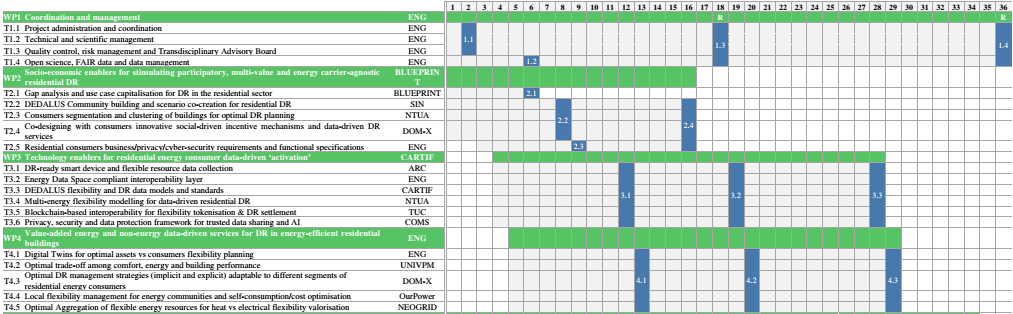 1 2 3 4 5 6 7 8 9 10 11 12 13 14 15 16 17 18 19 20 21 22 23 24 25 26 27 28 29 30 31 32 33 34 35 36
WP1 Coordination and management ENG R R
T1.1 Project administration and coordination ENG
T1.2 Technical and scientific management ENG
1.1 1.3 1.4
T1.3 Quality control, risk management and Transdisciplinary Advisory Board ENG
T1.4 Open science, FAIR data and data management ENG 1.2
WP2 Socio-economic enablers for stimulating participatory, multi-value and energy carrier-agnostic BLUEPRIN
residential DR T
T2.1 Gap analysis and use case capitalisation for DR in the residential sector BLUEPRINT 2.1
T2.2 DEDALUS Community building and scenario co-creation for residential DR SIN
T2.3 Consumers segmentation and clustering of buildings for optimal DR planning NTUA
2.2 2.4
T2.4 Co-designing with consumers innovative social-driven incentive mechanisms and data-driven DR DOM-X
services
T2.5 Residential consumers business/privacy/cyber-security requirements and functional specifications ENG 2.3
WP3 Technology enablers for residential energy consumer data-driven ‘activation’ CARTIF
T3.1 DR-ready smart device and flexible resource data collection ARC
T3.2 Energy Data Space compliant interoperability layer ENG
T3.3 DEDALUS flexibility and DR data models and standards CARTIF
3.1 3.2 3.3
T3.4 Multi-energy flexibility modelling for data-driven residential DR NTUA
T3.5 Blockchain-based interoperability for flexibility tokenisation & DR settlement TUC
T3.6 Privacy, security and data protection framework for trusted data sharing and AI COMS
WP4 Value-added energy and non-energy data-driven services for DR in energy-efficient residential ENG
buildings
T4.1 Digital Twins for optimal assets vs consumers flexibility planning ENG
T4.2 Optimal trade-off among comfort, energy and building performance UNIVPM
T4.3 Optimal DR management strategies (implicit and explicit) adaptable to different segments of DOM-X 4.1 4.2 4.3
residential energy consumers
T4.4 Local flexibility management for energy communities and self-consumption/cost optimisation OurPower
T4.5 Optimal Aggregation of flexible energy resources for heat vs electrical flexibility valorisation NEOGRID